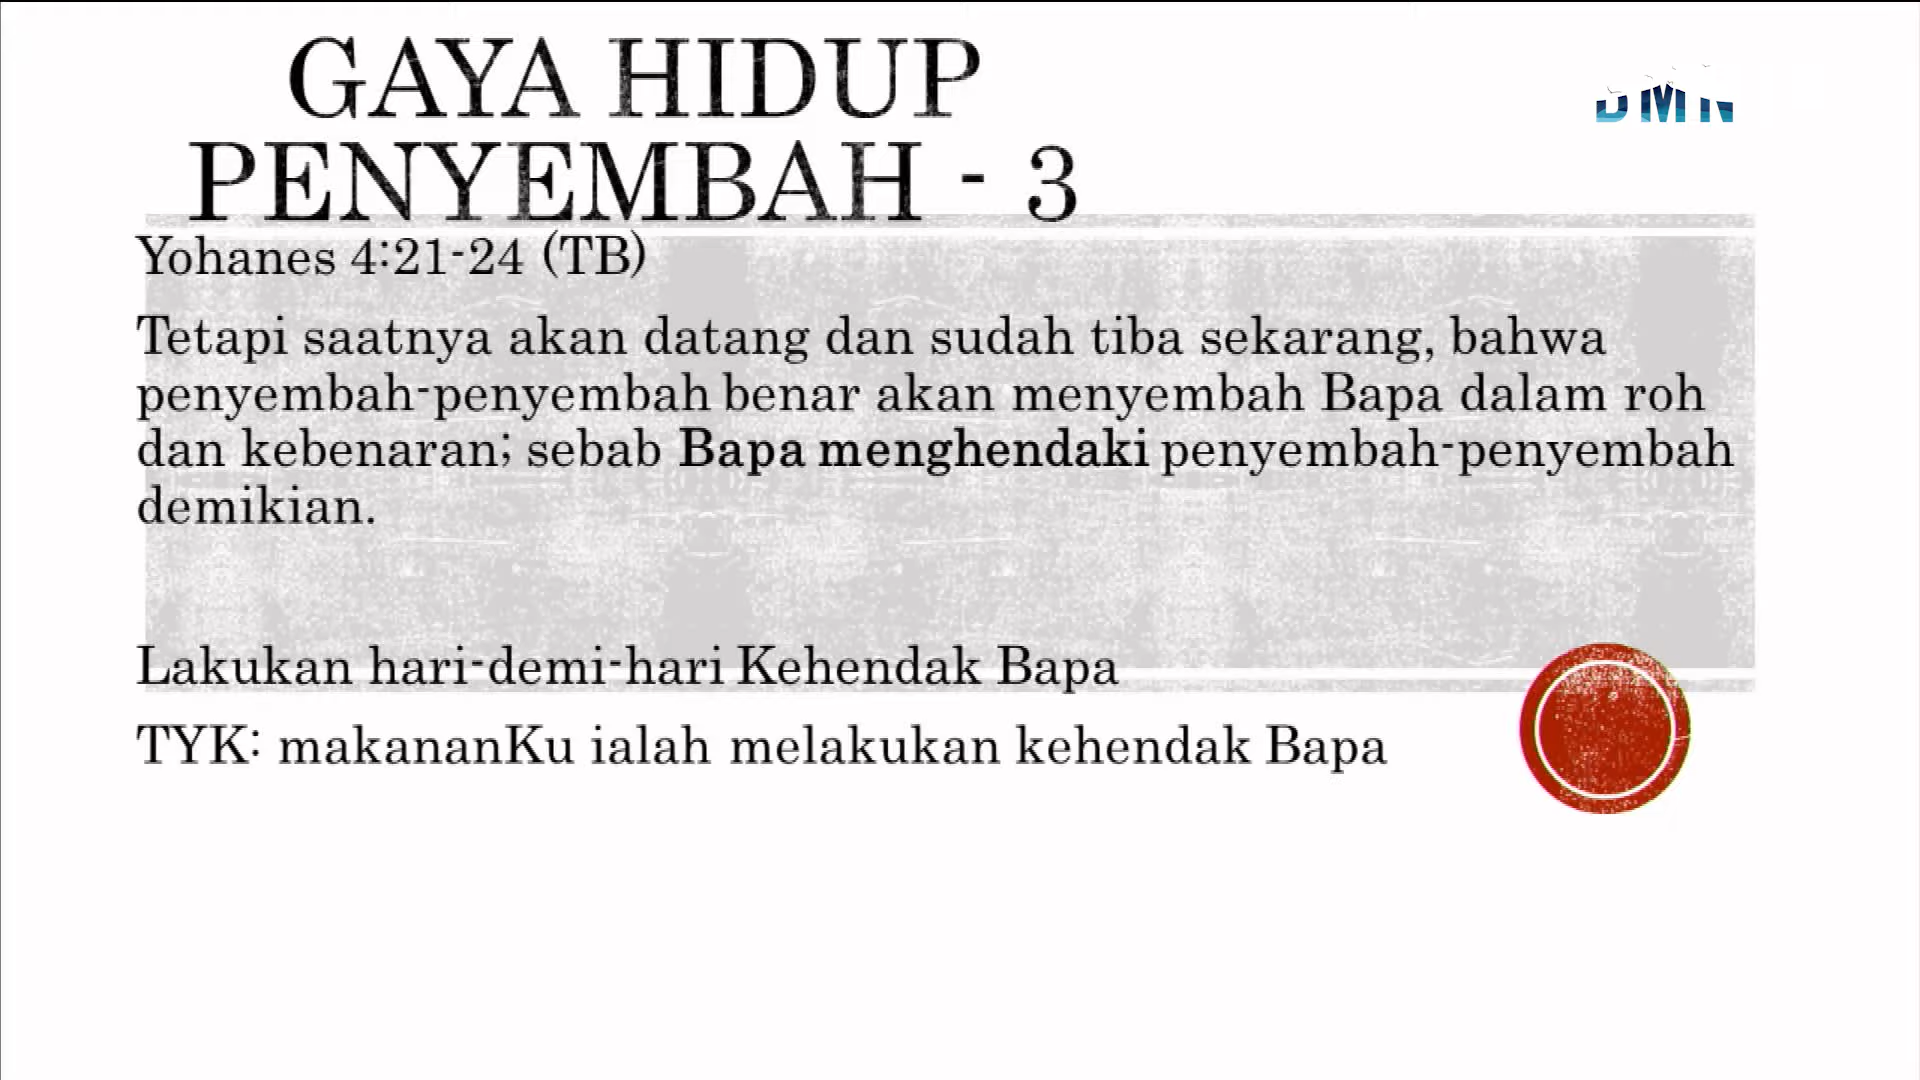 GAYA HIDUP
PENYEMBAH - 3
Yohanes 4:21-24 (TB)
Tetapi saatnya akan datang dan sudah tiba sekarang, bahwa
penyembah-penyembah benar akan menyembah Bapa dalam roh
dan kebenaran; sebab Bapa menghendaki penyembah-penyembah
demikian.
Lakukan hari-demi-hari Kehendak Bapa
TYK: makananKu ialah melakukan kehendak Bapa